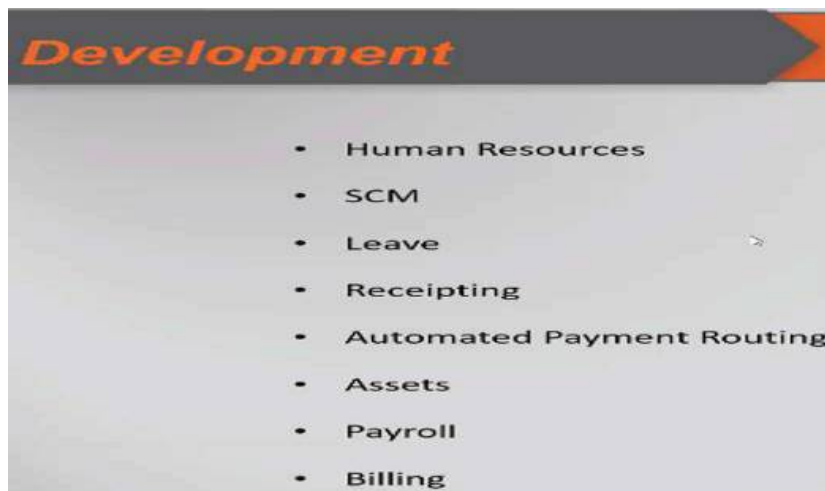 Development
• Human Resources
• SCM
• Leave
• Receipting
• Automated Payment Routing
• Assets
• Payroll
• Billing